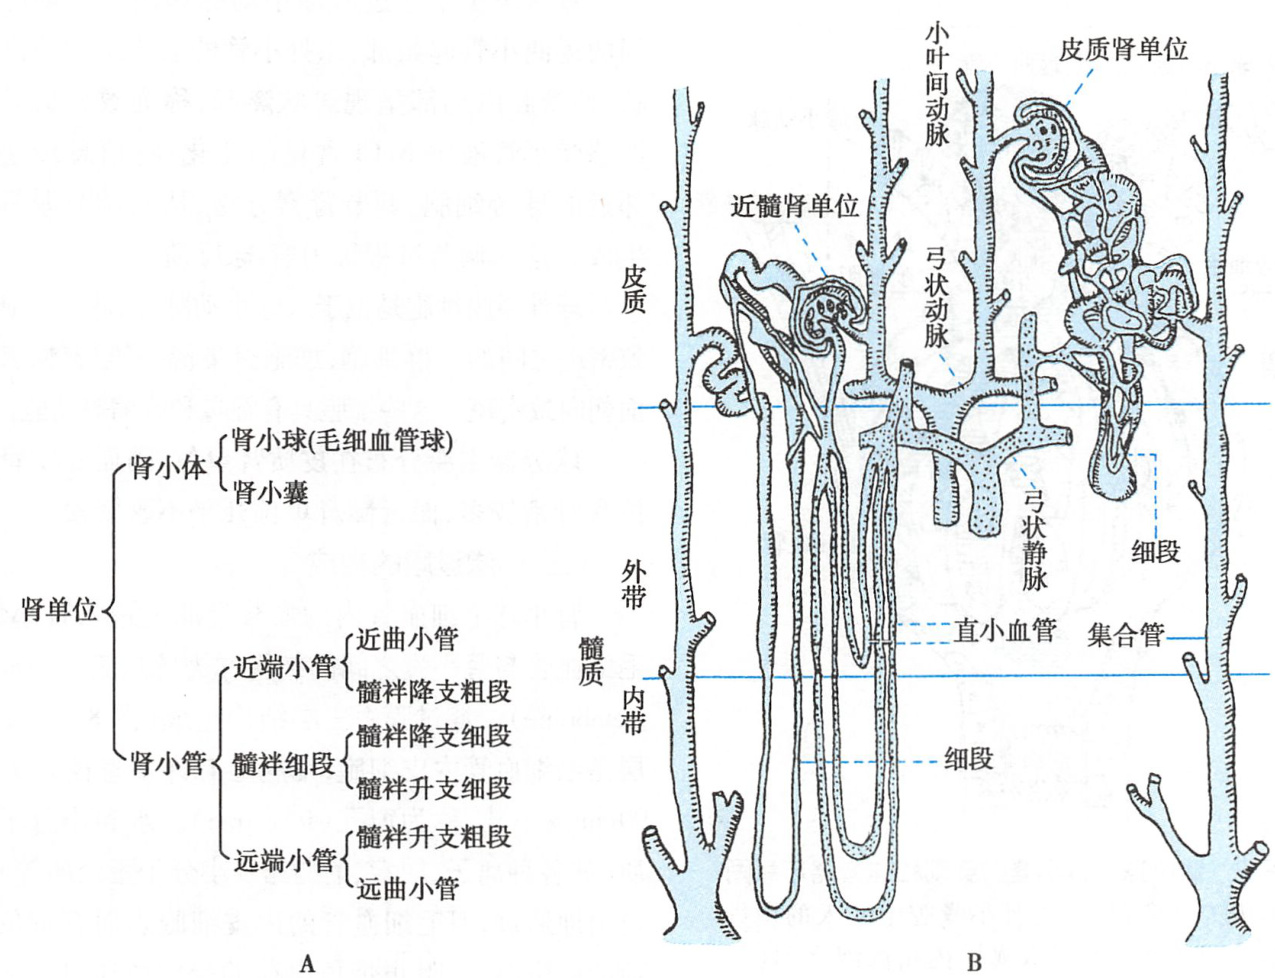 肾单位
肾小体
肾小球(毛细血管球)
肾小囊
肾小管
近端小管
近曲小管
髓袢降支粗段
髓袢细段
髓袢降支细段
髓袢升支细段
远端小管
髓袢升支粗段
远曲小管
A
小叶间动脉
皮质肾单位
近髓肾单位
皮质
弓状动脉
弓状静脉
细段
外带
髓质
内带
直小血管
集合管
细段
B